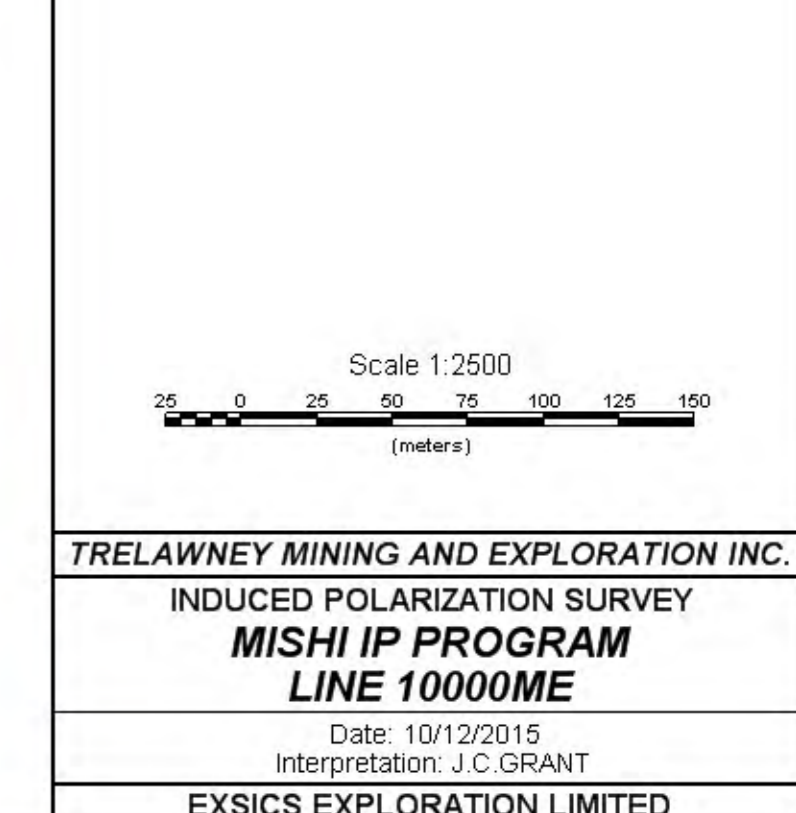 Scale 1:2500
25 0 25 50 75 100 125 150
(meters)
TRELAWNEY MINING AND EXPLORATION INC.
INDUCED POLARIZATION SURVEY
MISHI IP PROGRAM
LINE 10000ME
Date: 10/12/2015
Interpretation: J.C.GRANT
EXSICS EXPLORATION LIMITED